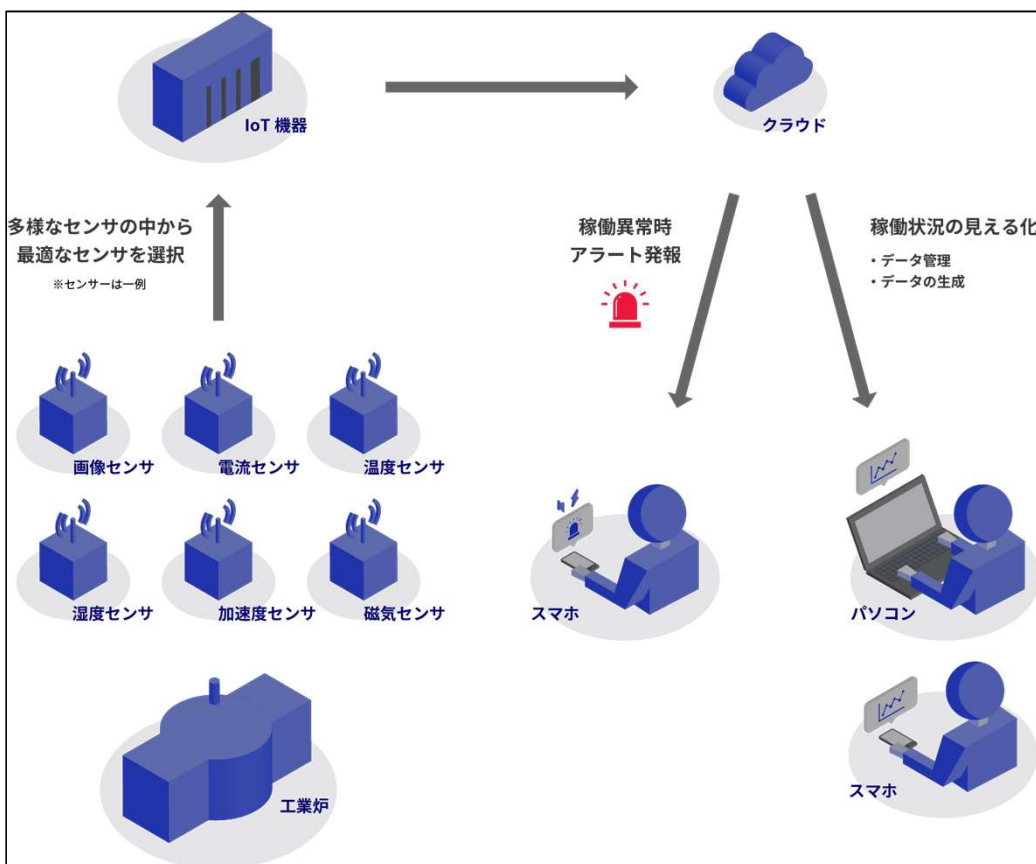 IoT 機器
クラウド
多様なセンサの中から
最適なセンサを選択
※センサーは一例
稼働異常時
アラート発報
稼働状況の見える化
・データ管理
・データの生成
画像センサ
電流センサ
温度センサ
湿度センサ
加速度センサ
磁気センサ
スマホ
パソコン
工業炉
スマホ